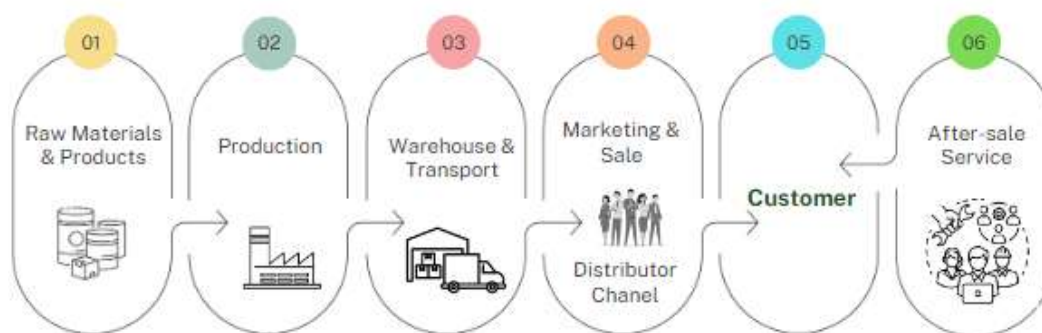 01
Raw Materials
& Products
02
Production
03
Warehouse &
Transport
04
Marketing &
Sale
Distributor
Chanel
05
Customer
06
After-sale
Service